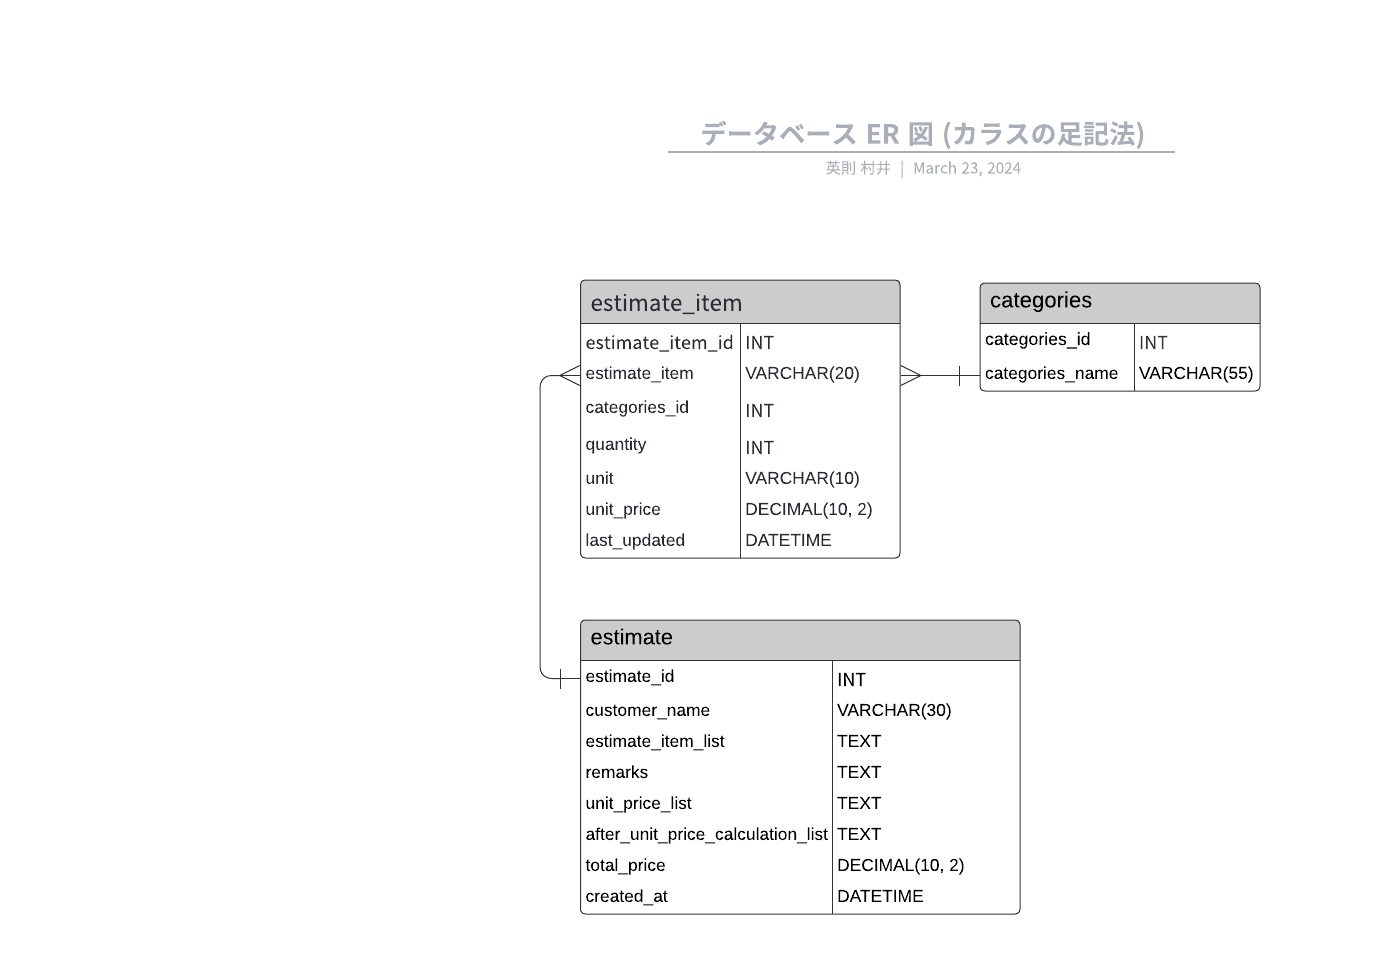 データベース ER 図 (カラスの足記法)
英則 村井 | March 23, 2024
estimate_item
estimate_item_id INT
estimate_item VARCHAR(20)
categories_id INT
quantity INT
unit VARCHAR(10)
unit_price DECIMAL(10, 2)
last_updated DATETIME
categories
categories_id INT
categories_name VARCHAR(55)
estimate
estimate_id INT
customer_name VARCHAR(30)
estimate_item_list TEXT
remarks TEXT
unit_price_list TEXT
after_unit_price_calculation_list TEXT
total_price DECIMAL(10, 2)
created_at DATETIME